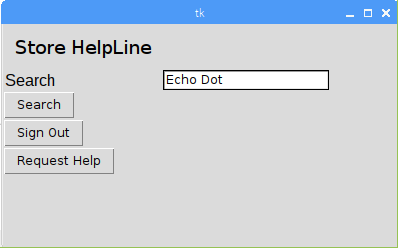 tk
Store HelpLine
Search Echo Dot
Search
Sign Out
Request Help